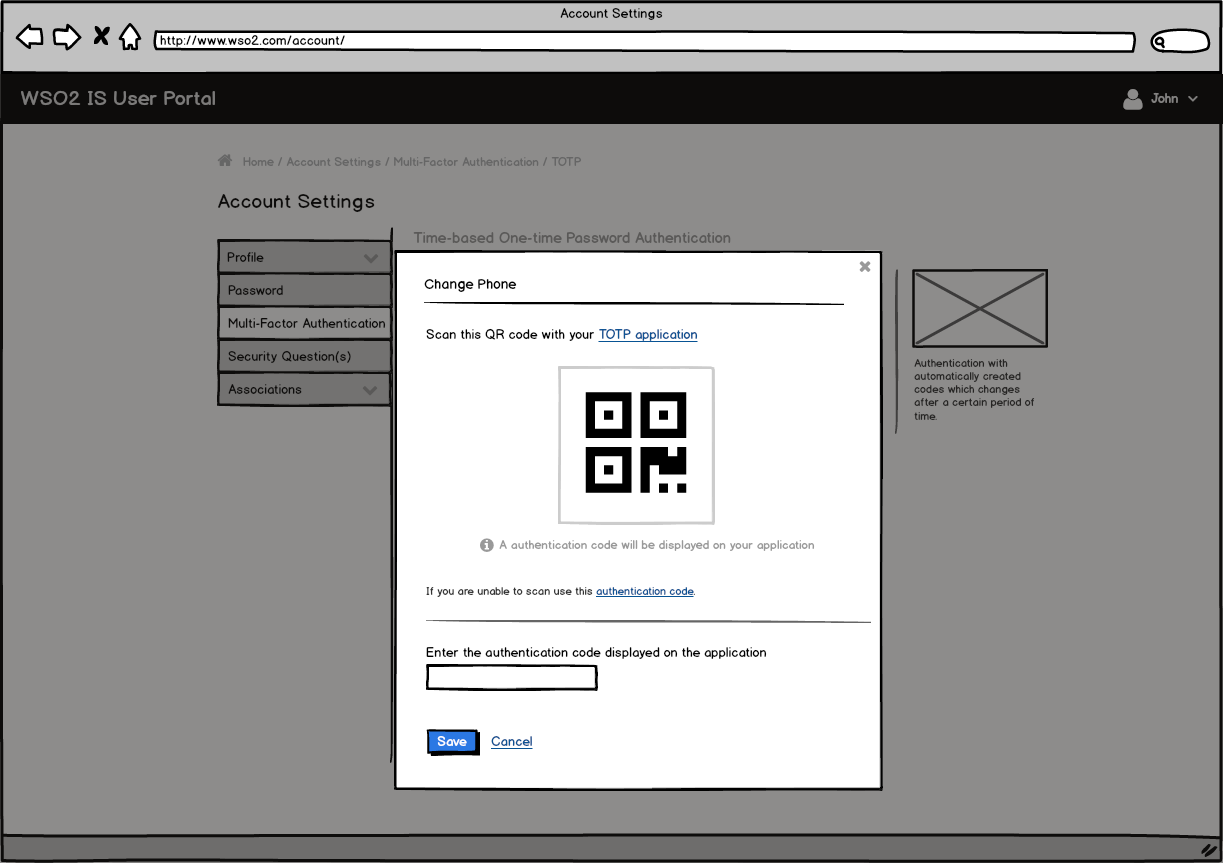 Account Settings
http://www.wso2.com/account/
WSO2 IS User Portal
John
Home / Account Settings / Multi-Factor Authentication / TOTP
Account Settings
Profile
Password
Multi-Factor Authentication
Security Question(s)
Associations
Time-based One-time Password Authentication
Change Phone
Scan this QR code with your TOTP application
A authentication code will be displayed on your application
If you are unable to scan use this authentication code.
Enter the authentication code displayed on the application
Save Cancel
Authentication with
automatically created
codes which changes
after a certain period of
time.